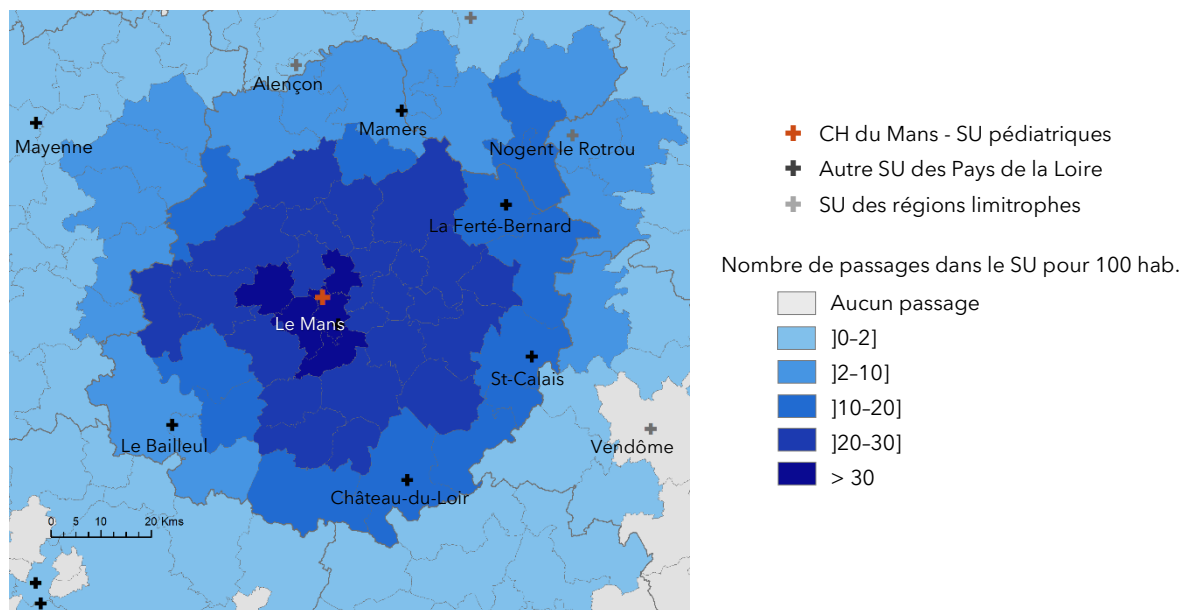 Alençon
Mayenne
Mamers
Nogent le Rotrou
La Ferté-Bernard
Le Mans
St-Calais
Le Bailleul
Vendôme
Château-du-Loir
0 5 10 20 Kms
CH du Mans - SU pédiatriques
Autre SU des Pays de la Loire
SU des régions limitrophes
Nombre de passages dans le SU pour 100 hab.
Aucun passage
]0–2]
]2–10]
]10–20]
]20–30]
> 30